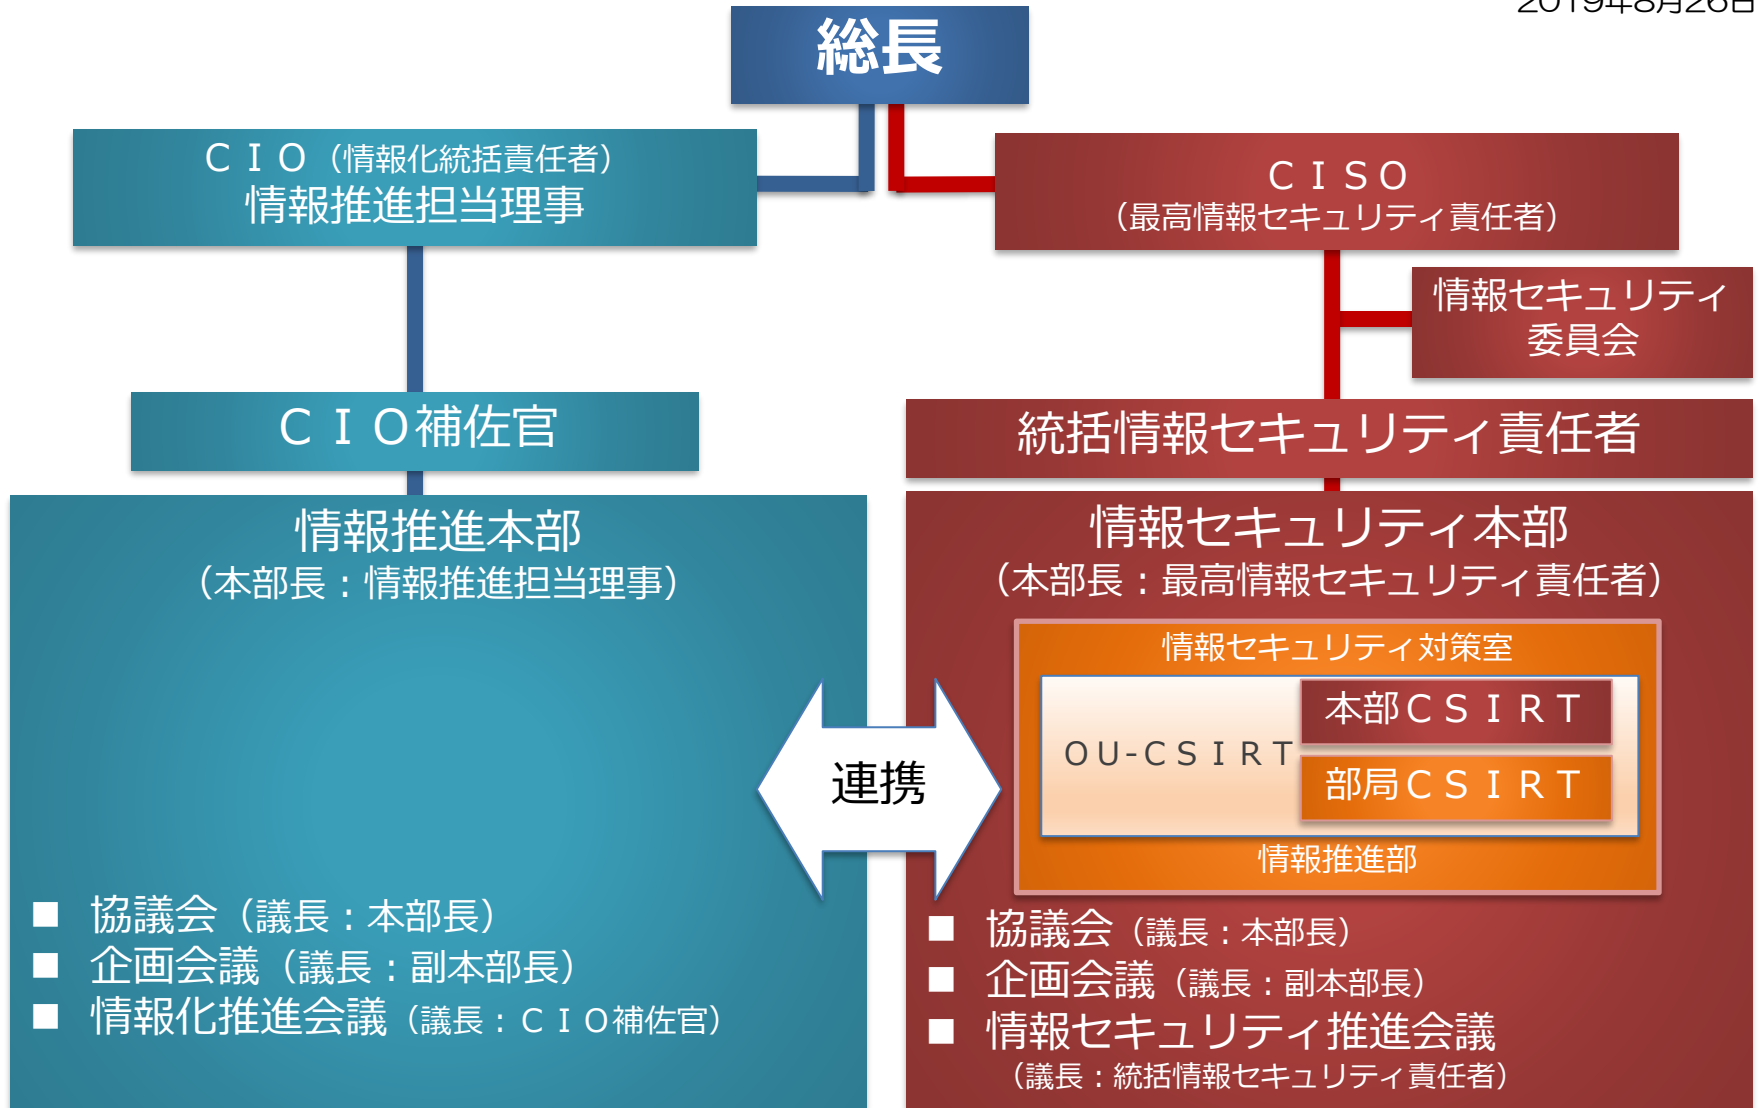 2019年8月26日
総長
ＣＩＯ（情報化統括責任者）
情報推進担当理事
ＣＩＳＯ
（最高情報セキュリティ責任者）
情報セキュリティ
委員会
ＣＩＯ補佐官
統括情報セキュリティ責任者
情報推進本部
（本部長：情報推進担当理事）
■ 協議会（議長：本部長）
■ 企画会議（議長：副本部長）
■ 情報化推進会議（議長：ＣＩＯ補佐官）
連携
情報セキュリティ本部
（本部長：最高情報セキュリティ責任者）
情報セキュリティ対策室
ＯＵ-ＣＳＩＲＴ
本部ＣＳＩＲＴ
部局ＣＳＩＲＴ
情報推進部
■ 協議会（議長：本部長）
■ 企画会議（議長：副本部長）
■ 情報セキュリティ推進会議
（議長：統括情報セキュリティ責任者）